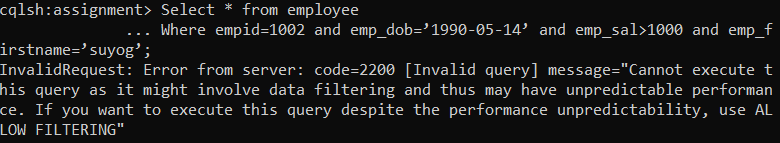 cqlsh:assignment> Select * from employee
... Where empid=1002 and emp_dob=’1990-05-14’ and emp_sal>1000 and emp_f
irstname=’suyog’;
InvalidRequest: Error from server: code=2200 [Invalid query] message="Cannot execute t
his query as it might involve data filtering and thus may have unpredictable performan
ce. If you want to execute this query despite the performance unpredictability, use AL
LOW FILTERING"